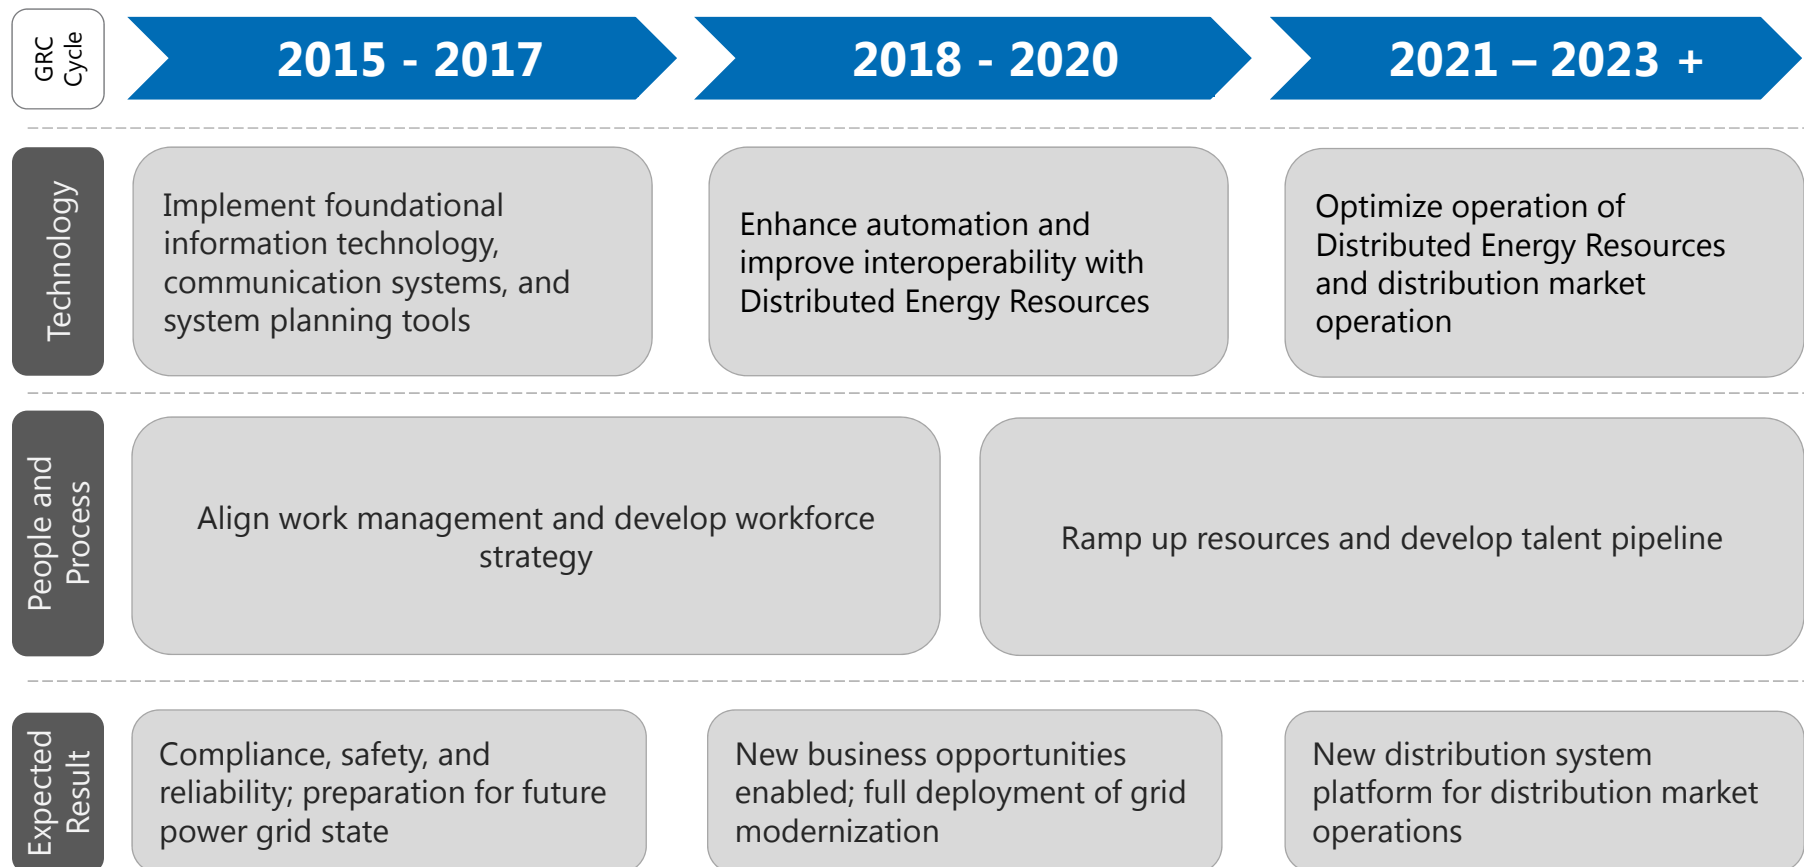 GRC
Cycle
2015 - 2017
2018 - 2020
2021 – 2023 +
Technology
Implement foundational
information technology,
communication systems, and
system planning tools
Enhance automation and
improve interoperability with
Distributed Energy Resources
Optimize operation of
Distributed Energy Resources
and distribution market
operation
People and
Process
Align work management and develop workforce
strategy
Ramp up resources and develop talent pipeline
Expected
Result
Compliance, safety, and
reliability; preparation for future
power grid state
New business opportunities
enabled; full deployment of grid
modernization
New distribution system
platform for distribution market
operations